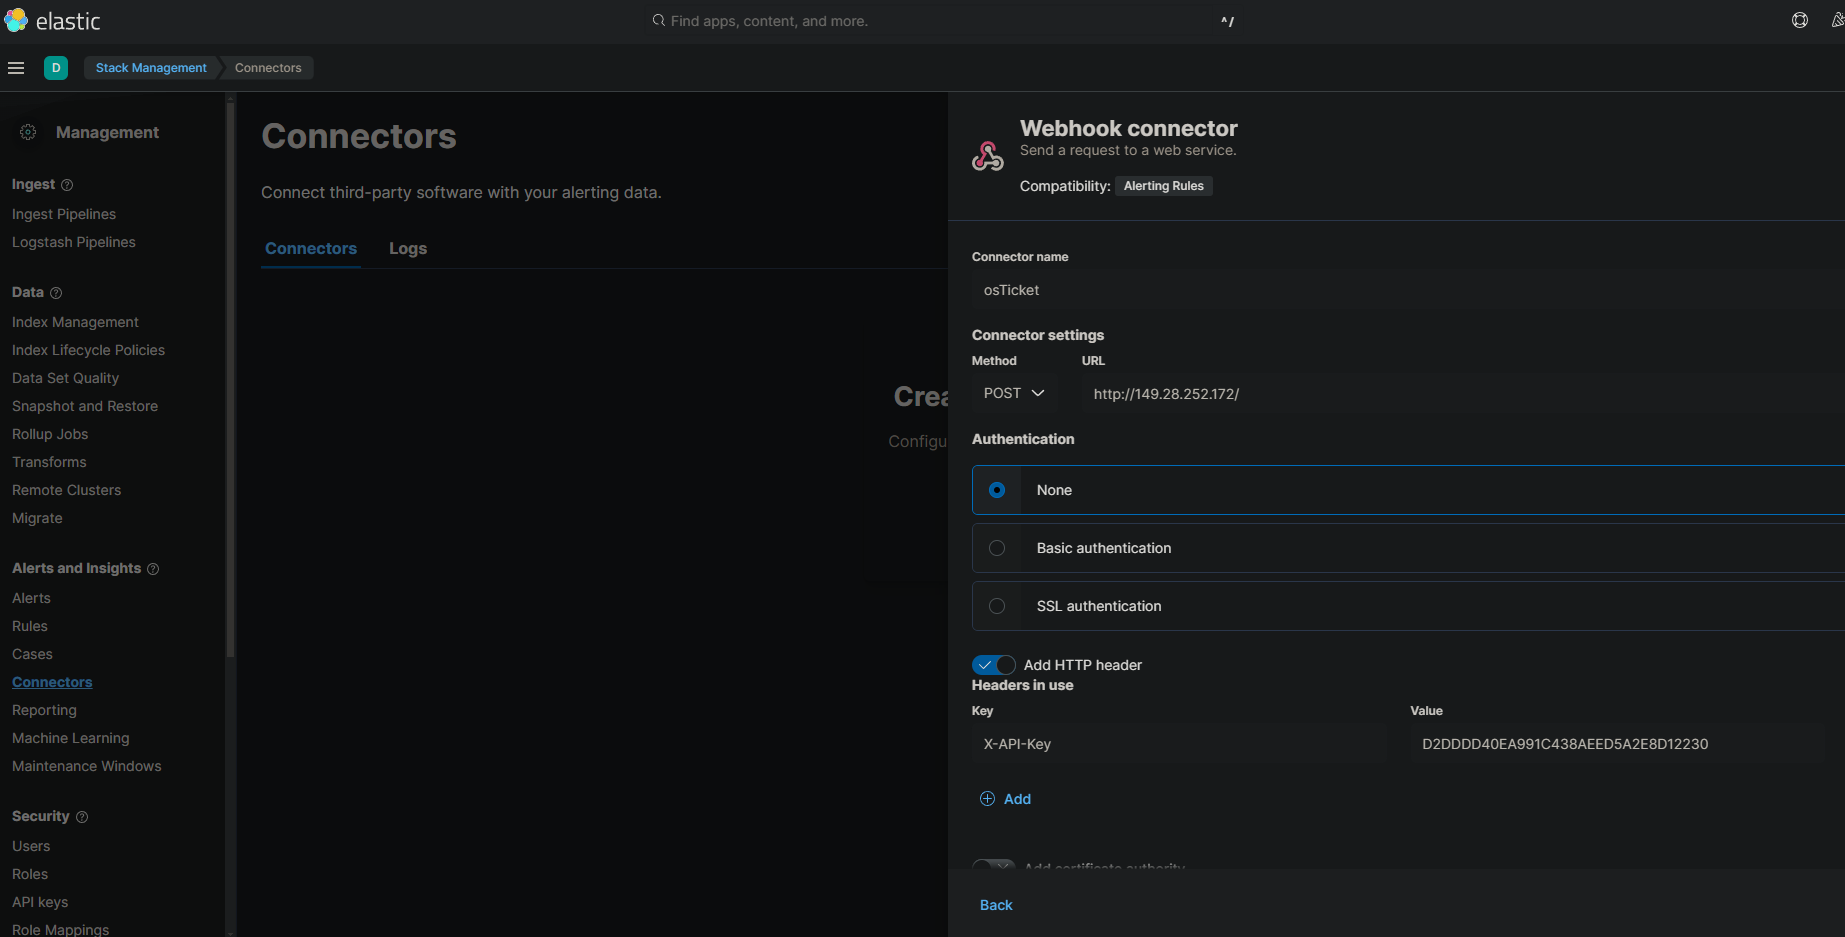 elastic
Find apps, content, and more.
^/
D
Stack Management
Connectors
Management
Ingest
Ingest Pipelines
Logstash Pipelines
Data
Index Management
Index Lifecycle Policies
Data Set Quality
Snapshot and Restore
Rollup Jobs
Transforms
Remote Clusters
Migrate
Alerts and Insights
Alerts
Rules
Cases
Connectors
Reporting
Machine Learning
Maintenance Windows
Security
Users
Roles
API keys
Role Mappings
Connectors
Connect third-party software with your alerting data.
Connectors Logs
Crea
Configu
Webhook connector
Send a request to a web service.
Compatibility: Alerting Rules
Connector name
osTicket
Connector settings
Method URL
POST http://149.28.252.172/
Authentication
None
Basic authentication
SSL authentication
Add HTTP header
Headers in use
Key Value
X-API-Key D2DDDD40EA991C438AEED5A2E8D12230
Add
Add certificate authority
Back